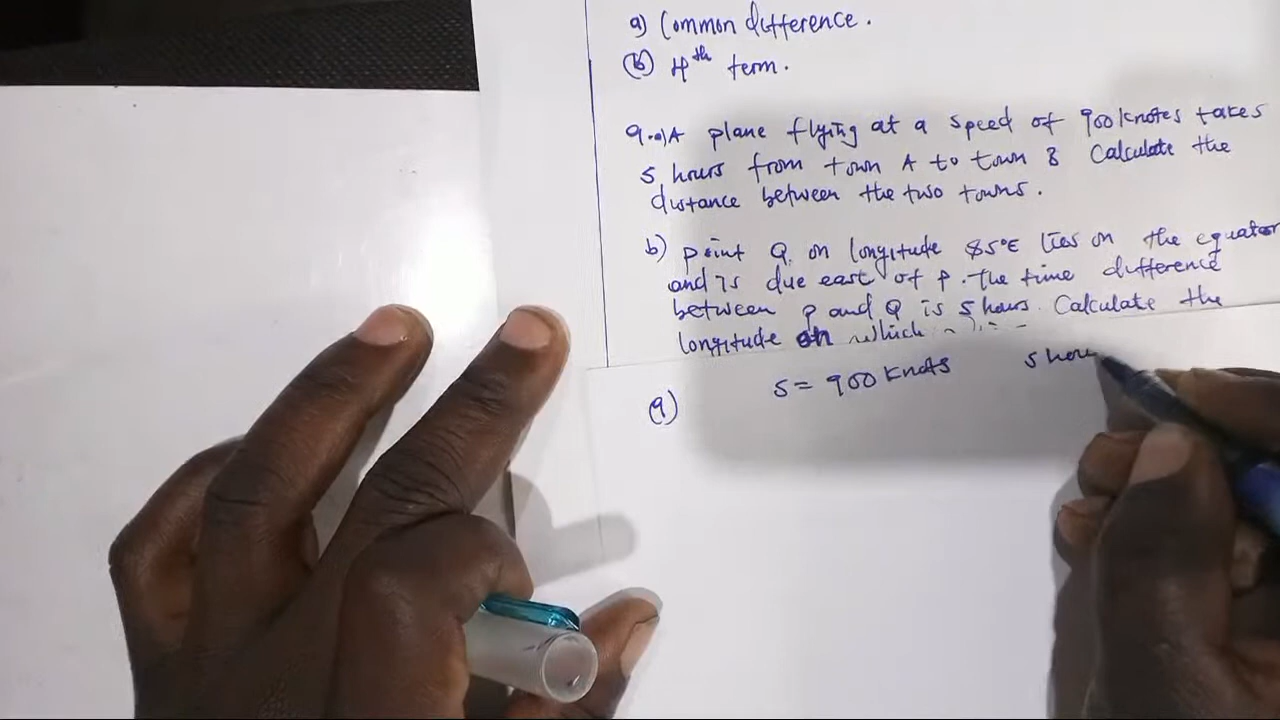 a) Common difference.
(b) 4th term.
9.a) A plane flying at a speed of 900 knotes takes
5 hours from town A to town B Calculate the
distance between the two towns.
b) point Q on longitude 85°E lies on the equator
and is due east of P. The time difference
between P and Q is 5 hours. Calculate the
longitude on which
(9) S = 900 knots 5 hou